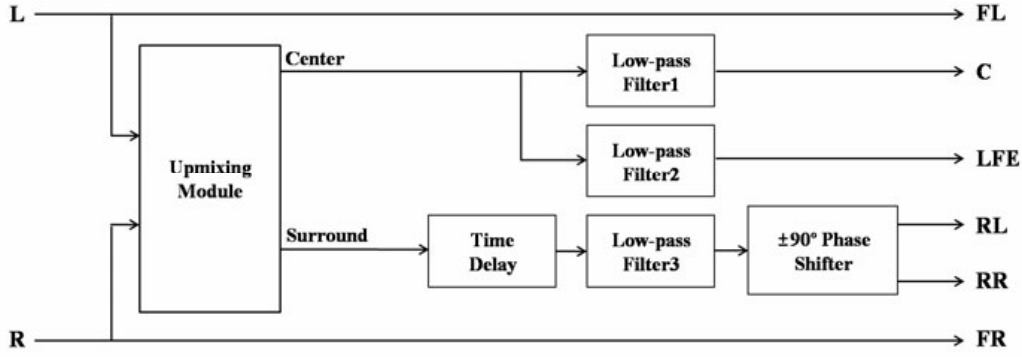 L
FL
Center
Low-pass
Filter1
C
Upmixing
Module
Low-pass
Filter2
LFE
Surround
Time
Delay
Low-pass
Filter3
±90° Phase
Shifter
RL
RR
R
FR